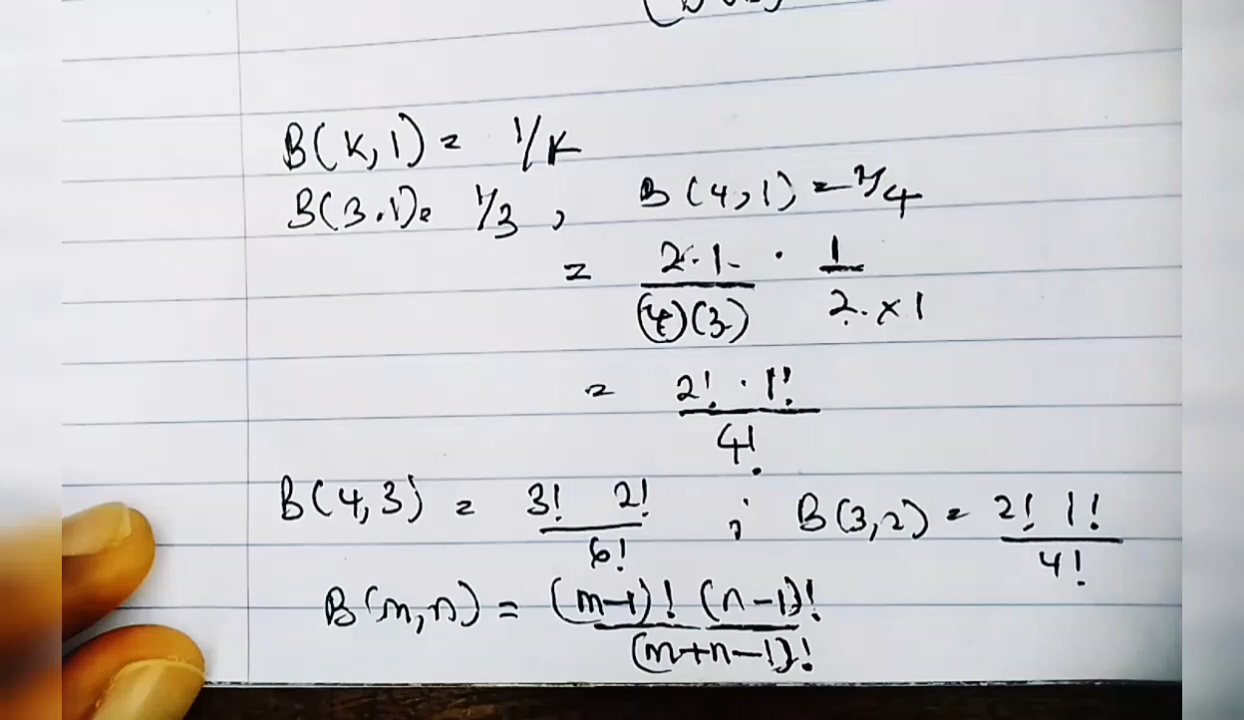 B(K,1) = 1/K
B(3,1) = 1/3 , B(4,1) = 1/4
= 2·1 / (4)(3) · 1 / 2×1
= 2! · 1! / 4!
B(4,3) = 3! 2! / 6! ; B(3,2) = 2! 1! / 4!
B(m,n) = (m-1)! (n-1)! / (m+n-1)!